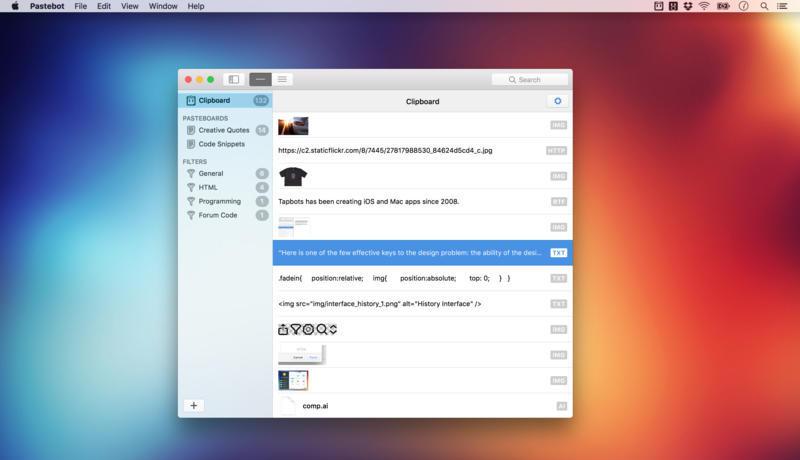 Pastebot File Edit View Window Help
Search
Clipboard 132
Clipboard
PASTEBOARDS
Creative Quotes 14
Code Snippets
FILTERS
General 6
HTML 4
Programming 1
Forum Code 1
IMG
https://c2.staticflickr.com/8/7445/27817988530_84624d5cd4_c.jpg HTTP
IMG
Tapbots has been creating iOS and Mac apps since 2008. RTF
IMG
"Here is one of the few effective keys to the design problem: the ability of the desi... TXT
.fadein{ position:relative; img{ position:absolute; top: 0; } } TXT
<img src="img/interface_history_1.png" alt="History Interface" /> TXT
IMG
IMG
IMG
comp.ai AI